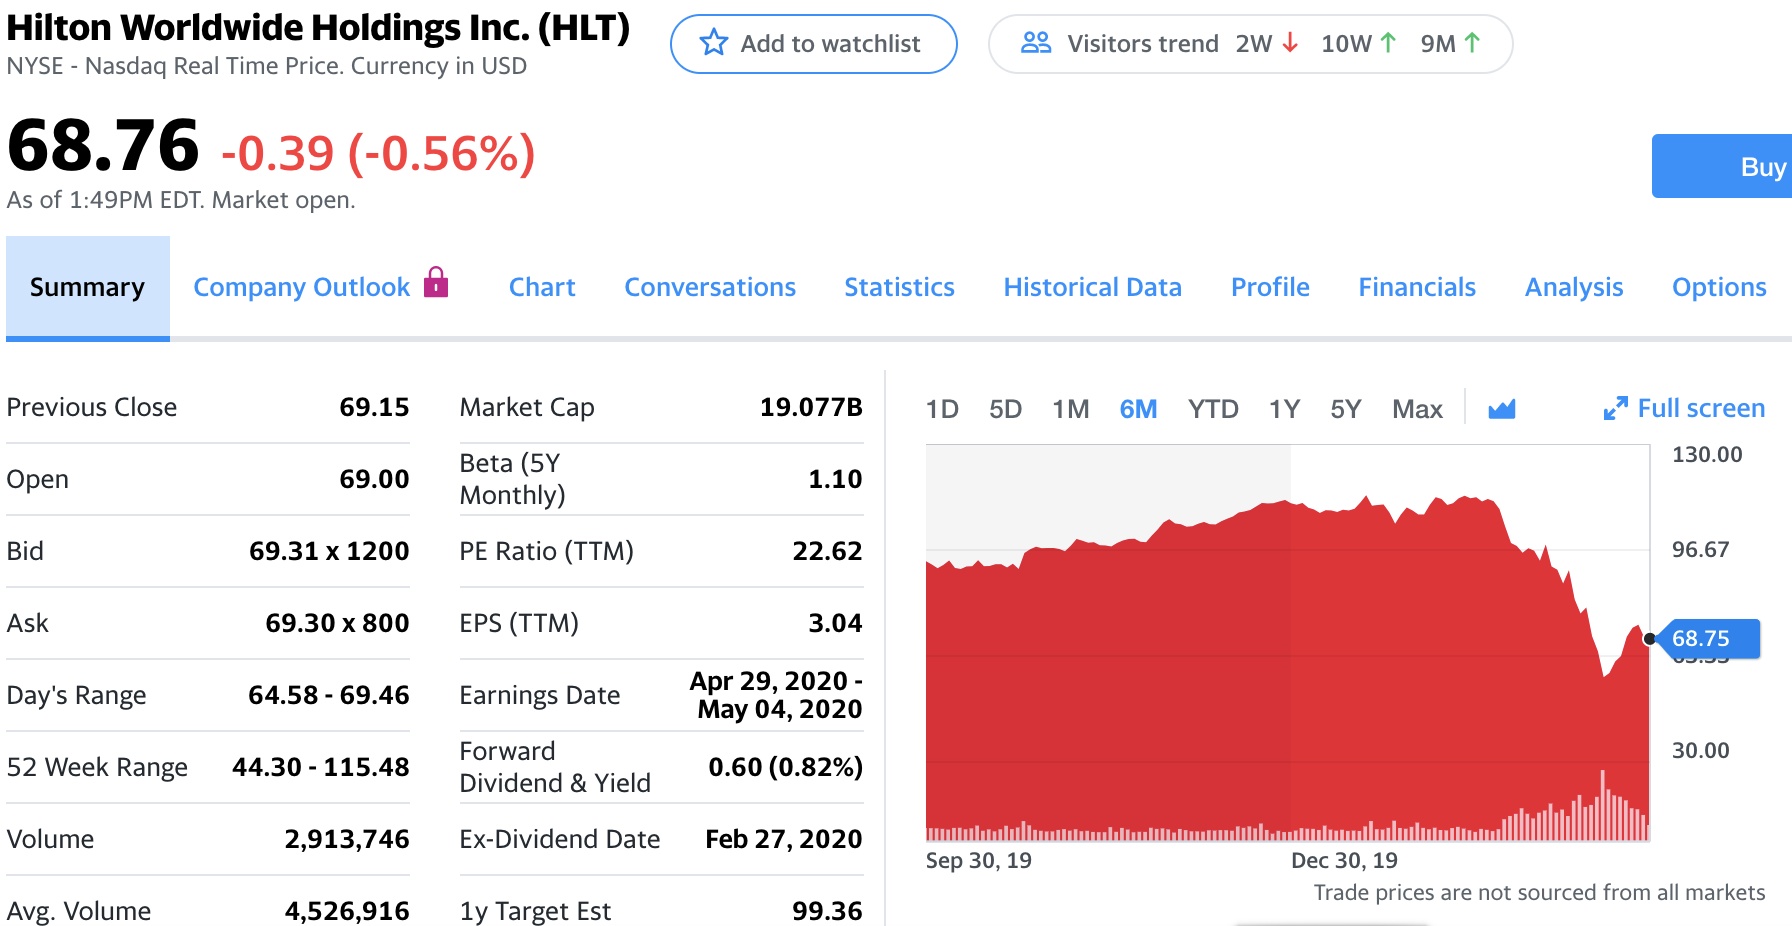 Hilton Worldwide Holdings Inc. (HLT)
NYSE - Nasdaq Real Time Price. Currency in USD
Add to watchlist
Visitors trend 2W ↓ 10W ↑ 9M ↑
68.76 -0.39 (-0.56%)
As of 1:49PM EDT. Market open.
Buy
Summary Company Outlook Chart Conversations Statistics Historical Data Profile Financials Analysis Options
Previous Close 69.15
Open 69.00
Bid 69.31 x 1200
Ask 69.30 x 800
Day's Range 64.58 - 69.46
52 Week Range 44.30 - 115.48
Volume 2,913,746
Avg. Volume 4,526,916
Market Cap 19.077B
Beta (5Y
Monthly) 1.10
PE Ratio (TTM) 22.62
EPS (TTM) 3.04
Earnings Date Apr 29, 2020 -
May 04, 2020
Forward
Dividend & Yield 0.60 (0.82%)
Ex-Dividend Date Feb 27, 2020
1y Target Est 99.36
1D 5D 1M 6M YTD 1Y 5Y Max Full screen
130.00
96.67
68.75
30.00
Sep 30, 19 Dec 30, 19
Trade prices are not sourced from all markets